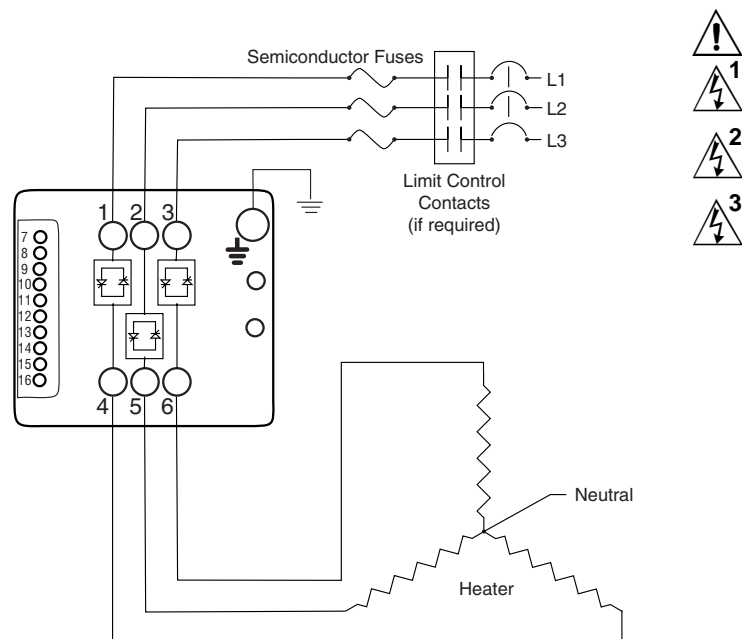 Semiconductor Fuses
L1
L2
L3
Limit Control
Contacts
(if required)
1
2
3
1 2 3
7
8
9
10
11
12
13
14
15
16
4 5 6
Neutral
Heater